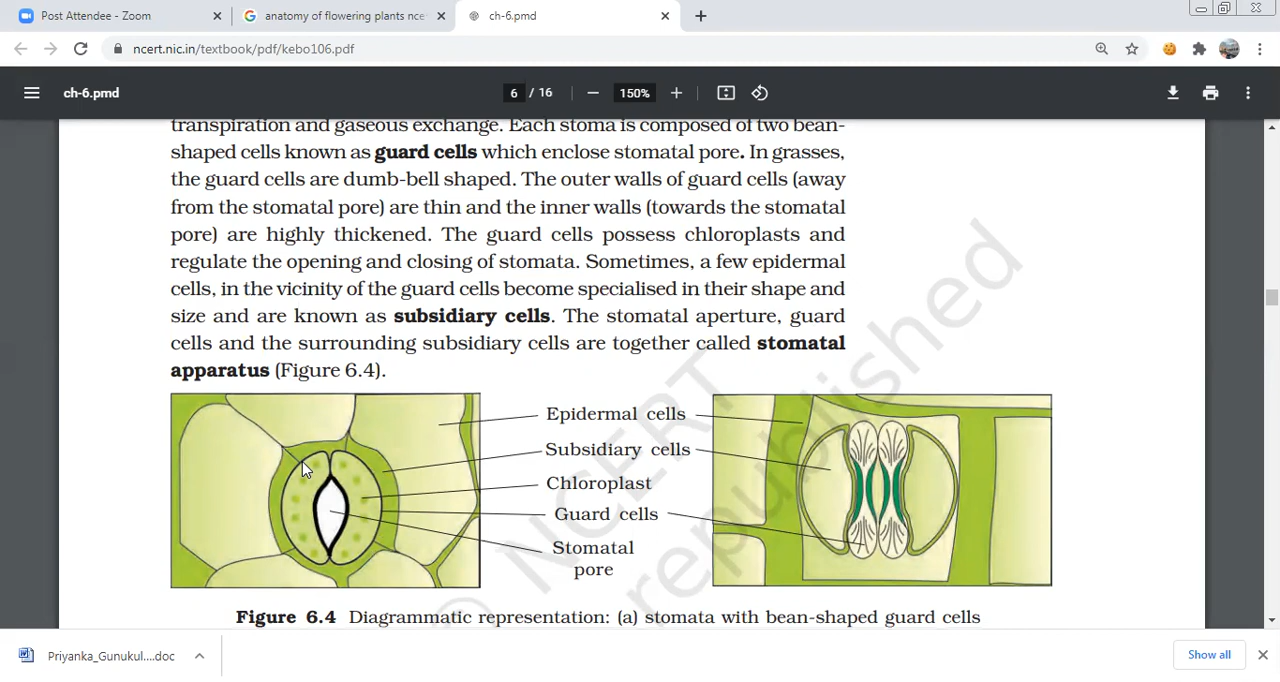 Post Attendee - Zoom
anatomy of flowering plants nce
ch-6.pmd
ncert.nic.in/textbook/pdf/kebo106.pdf
ch-6.pmd
6 / 16
150%
transpiration and gaseous exchange. Each stoma is composed of two bean-
shaped cells known as guard cells which enclose stomatal pore. In grasses,
the guard cells are dumb-bell shaped. The outer walls of guard cells (away
from the stomatal pore) are thin and the inner walls (towards the stomatal
pore) are highly thickened. The guard cells possess chloroplasts and
regulate the opening and closing of stomata. Sometimes, a few epidermal
cells, in the vicinity of the guard cells become specialised in their shape and
size and are known as subsidiary cells. The stomatal aperture, guard
cells and the surrounding subsidiary cells are together called stomatal
apparatus (Figure 6.4).
Epidermal cells
Subsidiary cells
Chloroplast
Guard cells
Stomatal
pore
© NCERT
republished
Figure 6.4 Diagrammatic representation: (a) stomata with bean-shaped guard cells
Priyanka_Gunukul....doc
Show all